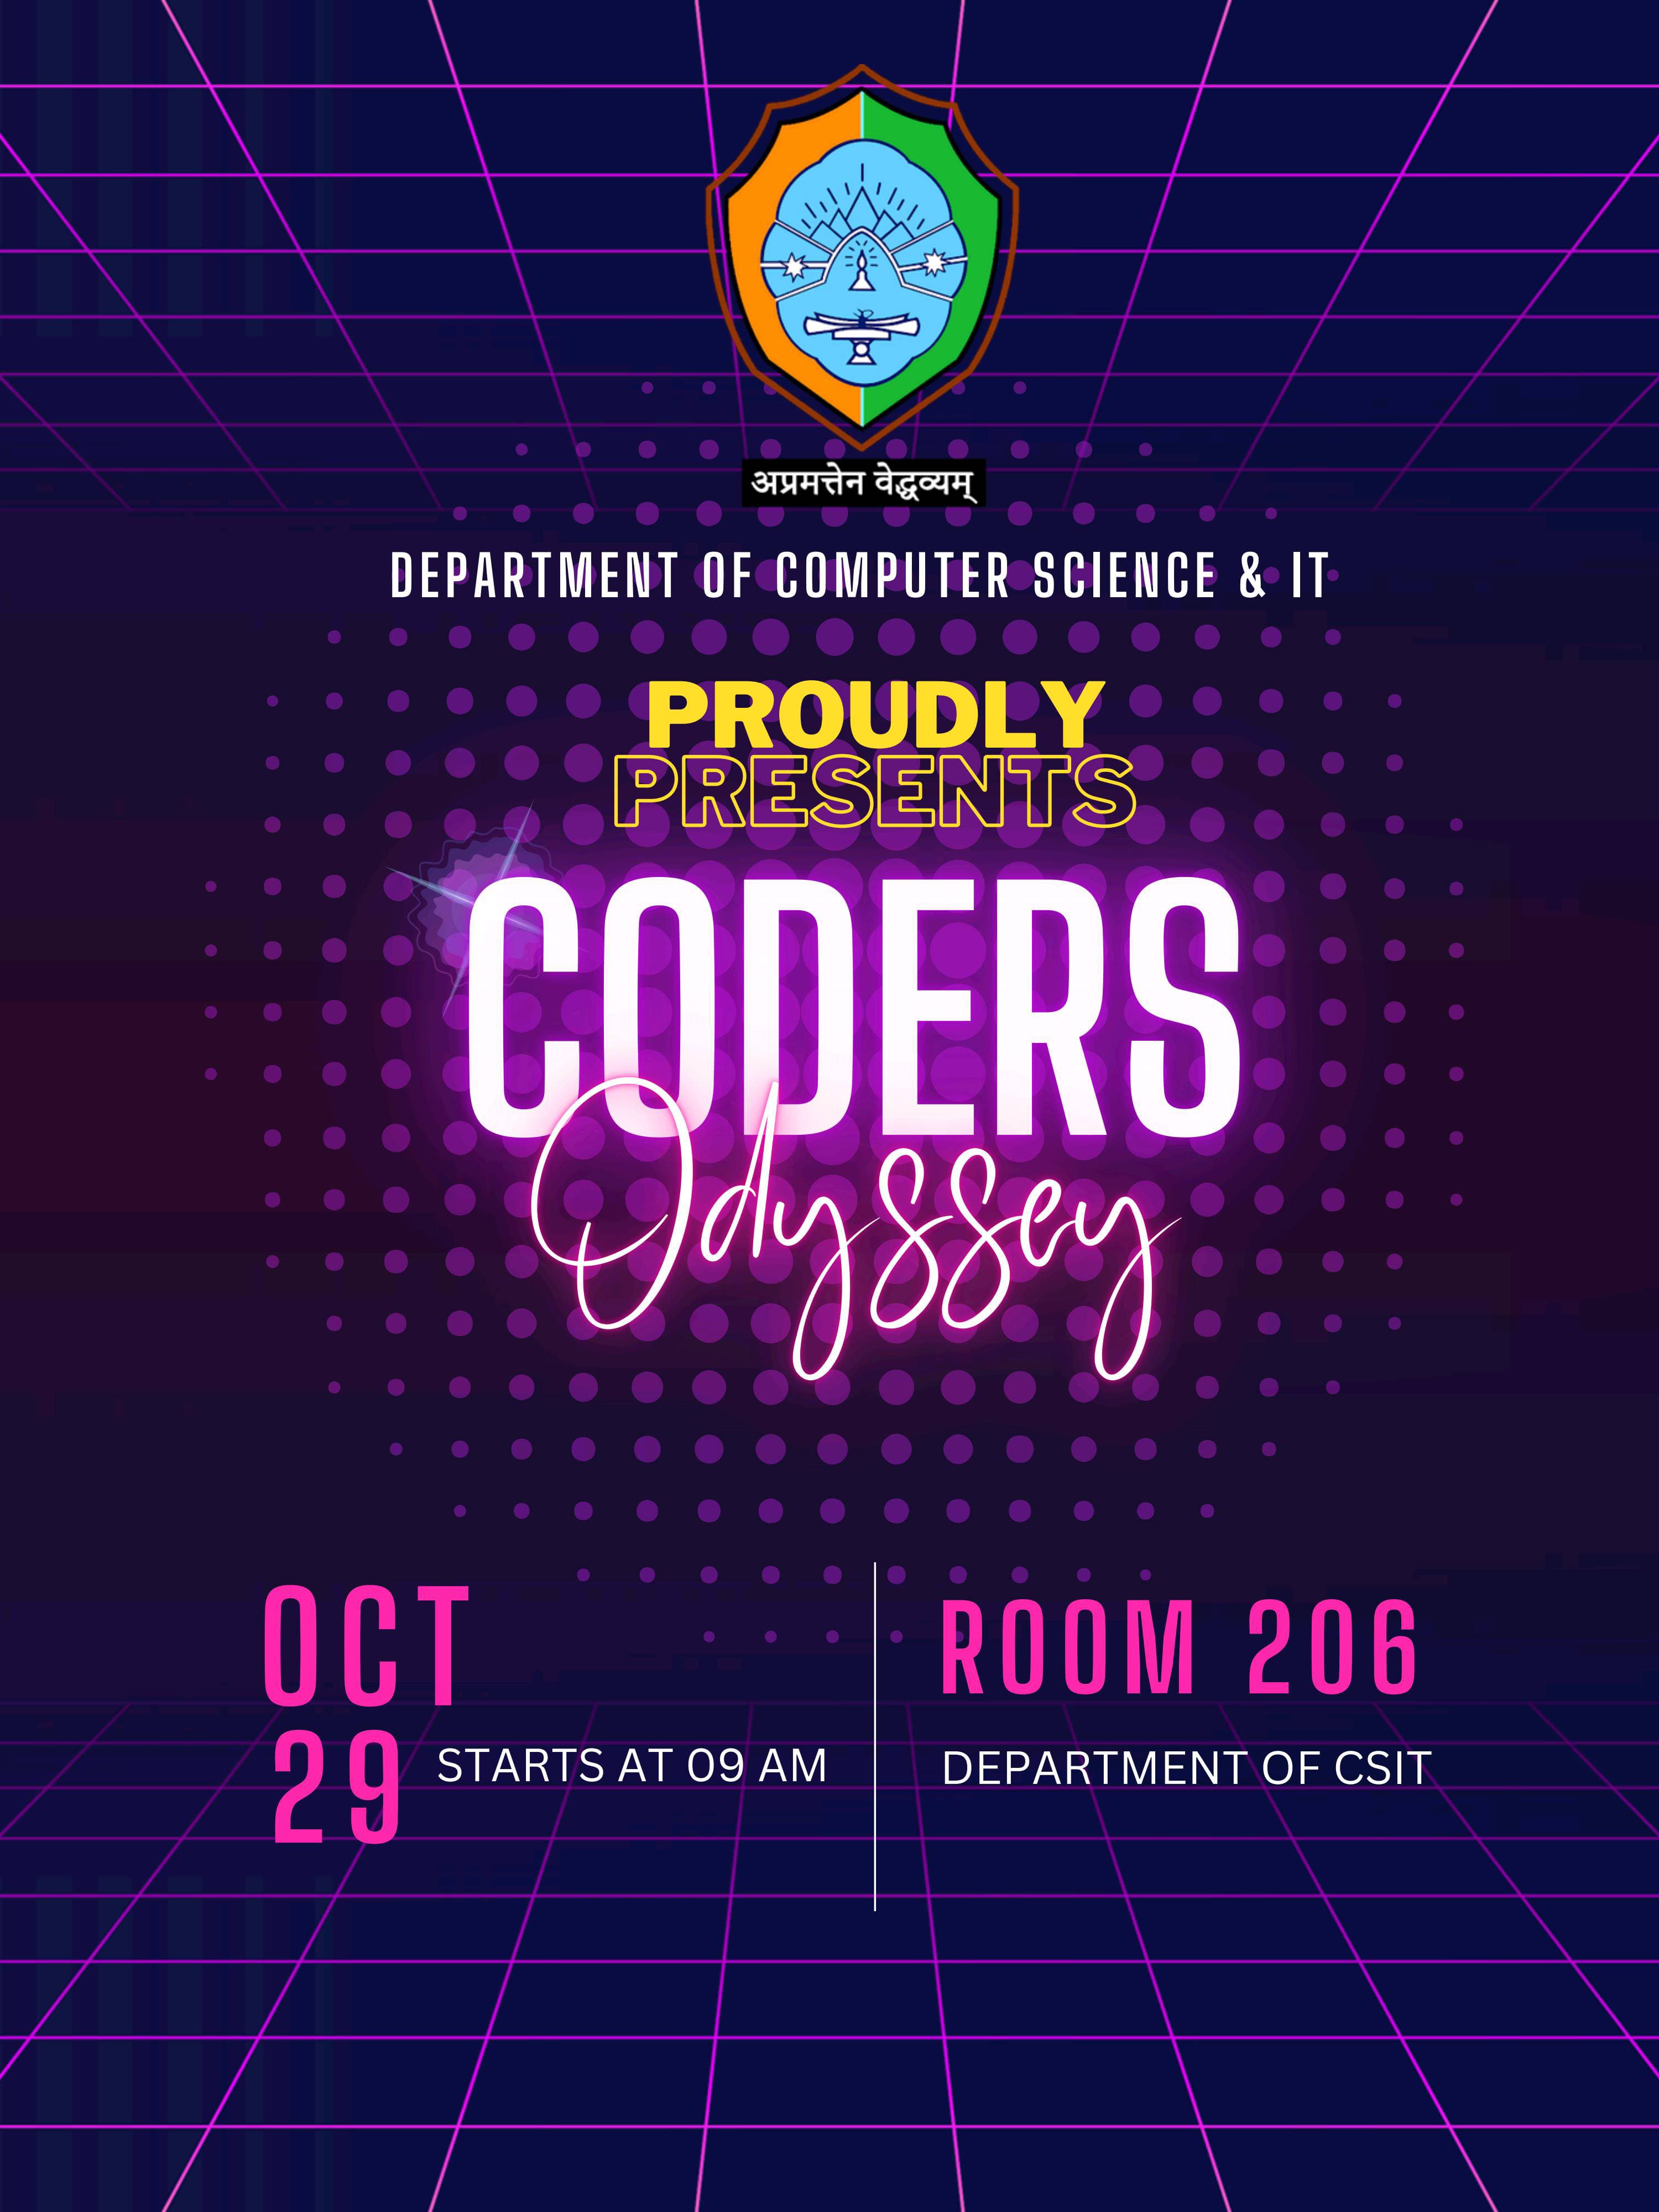 अप्रमत्तेन वेद्धव्यम्
DEPARTMENT OF COMPUTER SCIENCE & IT
PROUDLY
PRESENTS
CODERS
Odyssey
OCT
29
STARTS AT 09 AM
ROOM 206
DEPARTMENT OF CSIT